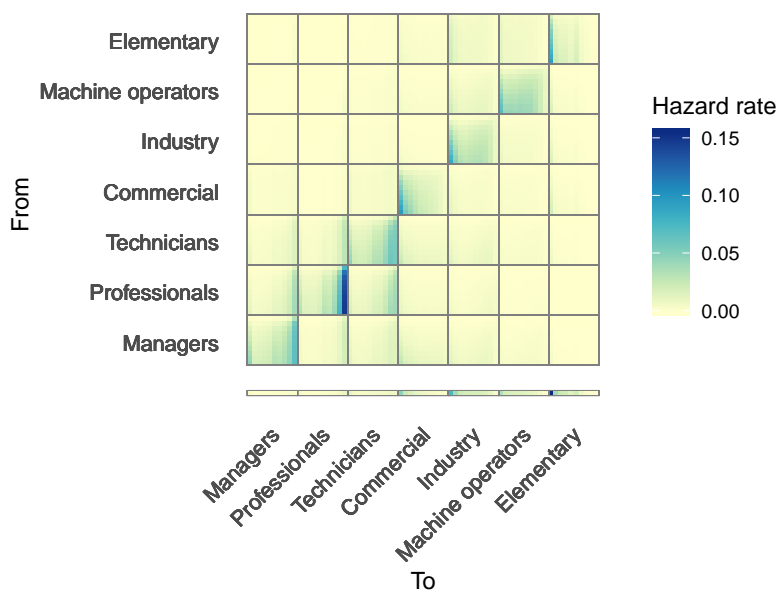 Elementary
Machine operators
Industry
Commercial
Technicians
Professionals
Managers
From
Managers
Professionals
Technicians
Commercial
Industry
Machine operators
Elementary
To
Hazard rate
0.15
0.10
0.05
0.00